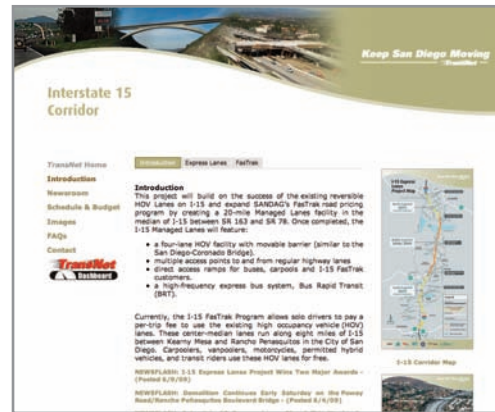 Keep San Diego Moving
TransNet
Interstate 15
Corridor
TransNet Home
Introduction
Newsroom
Schedule & Budget
Images
FAQs
Contact
TransNet
Dashboard
Introduction Express Lanes FasTrak
Introduction
This project will build on the success of the existing reversible
HOV Lanes on I-15 and expand SANDAG's FasTrak road pricing
program by creating a 20-mile Managed Lanes facility in the
median of I-15 between SR 163 and SR 78. Once completed, the
I-15 Managed Lanes will feature:
• a four-lane HOV facility with movable barrier (similar to the
San Diego-Coronado Bridge).
• multiple access points to and from regular highway lanes
• direct access ramps for buses, carpools and I-15 FasTrak
customers.
• a high-frequency express bus system, Bus Rapid Transit
(BRT).
Currently, the I-15 FasTrak Program allows solo drivers to pay a
per-trip fee to use the existing high occupancy vehicle (HOV)
lanes. These center-median lanes run along eight miles of I-15
between Kearny Mesa and Rancho Penasquitos in the City of San
Diego. Carpoolers, vanpoolers, motorcycles, permitted hybrid
vehicles, and transit riders use these HOV lanes for free.
NEWSFLASH: I-15 Express Lanes Project Wins Two Major Awards -
(Posted 6/9/09)
NEWSFLASH: Demolition Continues Early Saturday on the Poway
Road/Rancho Peñasquitos Boulevard Bridge - (Posted 6/4/09)
I-15 Express
Lanes
Project Map
I-15 Corridor Map